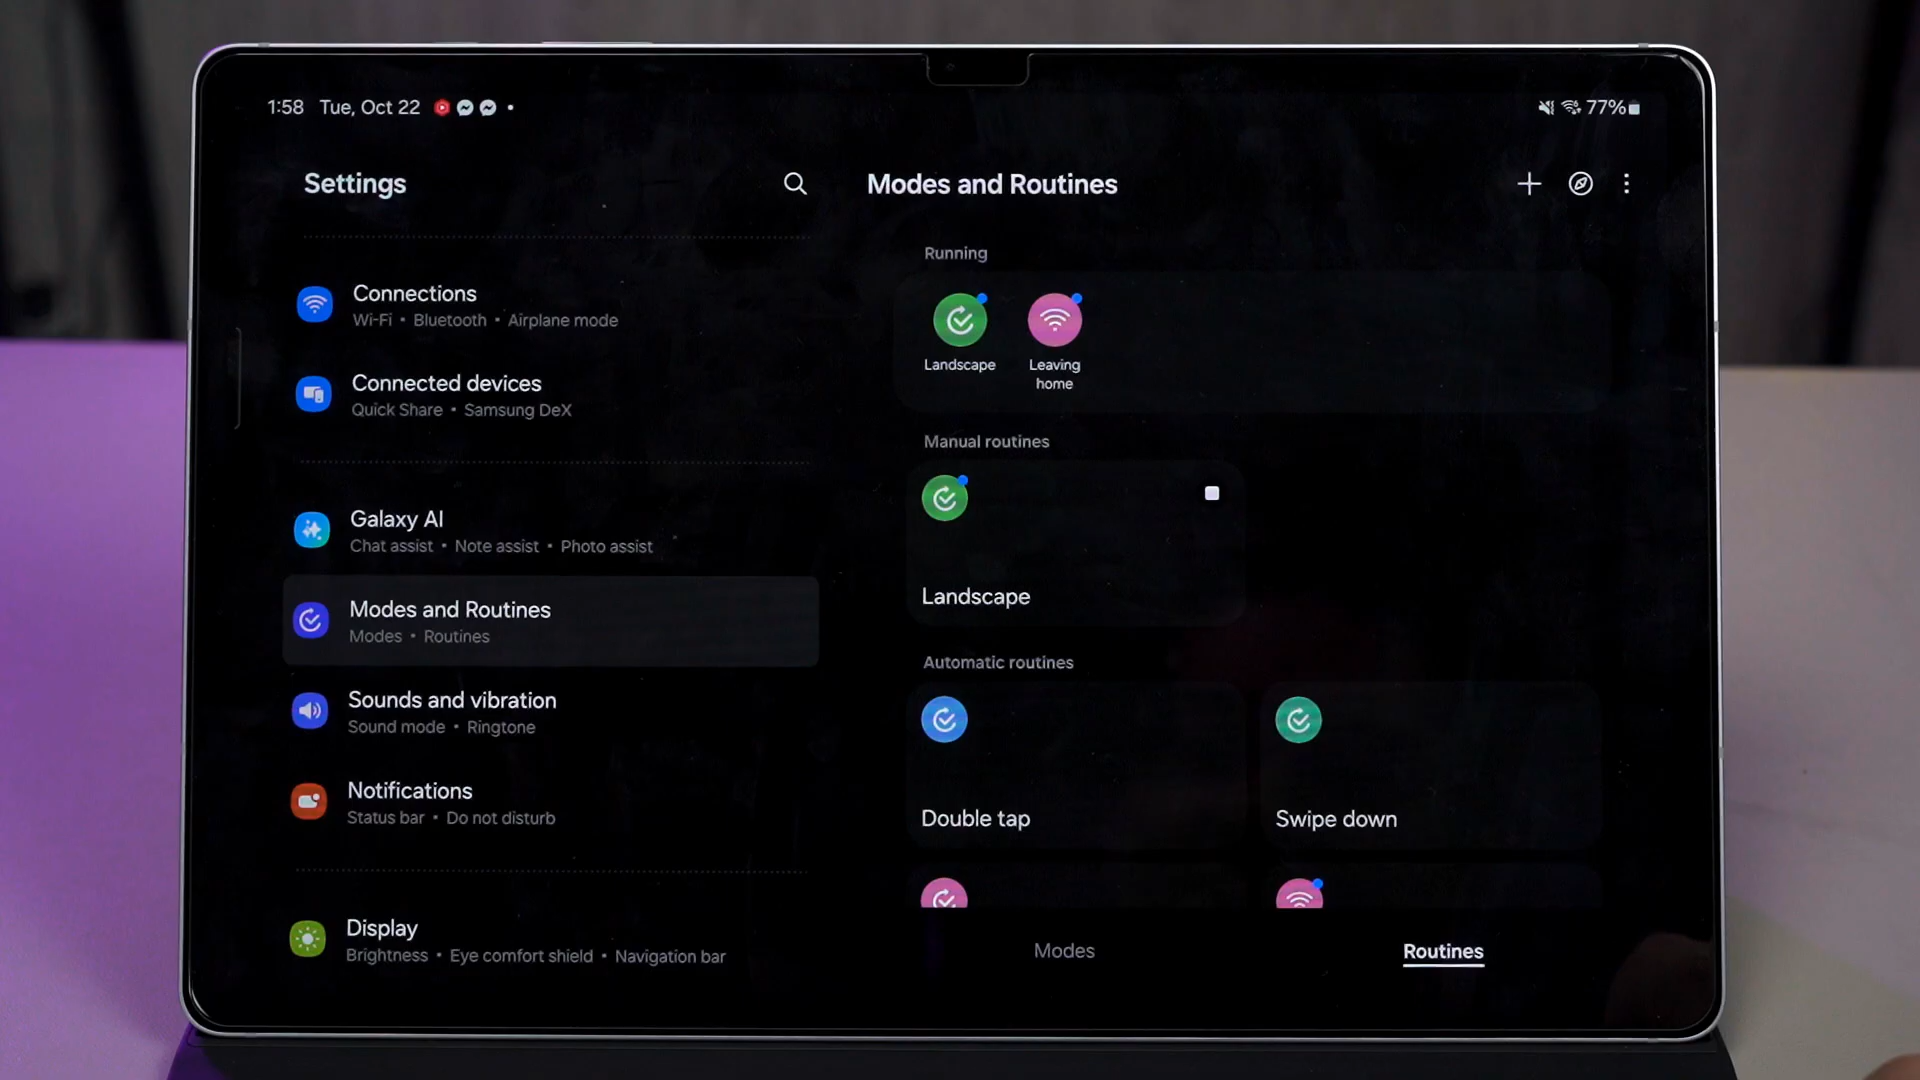 1:58 Tue, Oct 22
77%
Settings
Connections
Wi-Fi • Bluetooth • Airplane mode
Connected devices
Quick Share • Samsung DeX
Galaxy AI
Chat assist • Note assist • Photo assist
Modes and Routines
Modes • Routines
Sounds and vibration
Sound mode • Ringtone
Notifications
Status bar • Do not disturb
Display
Brightness • Eye comfort shield • Navigation bar
Modes and Routines
Running
Landscape
Leaving
home
Manual routines
Landscape
Automatic routines
Double tap
Swipe down
Modes
Routines